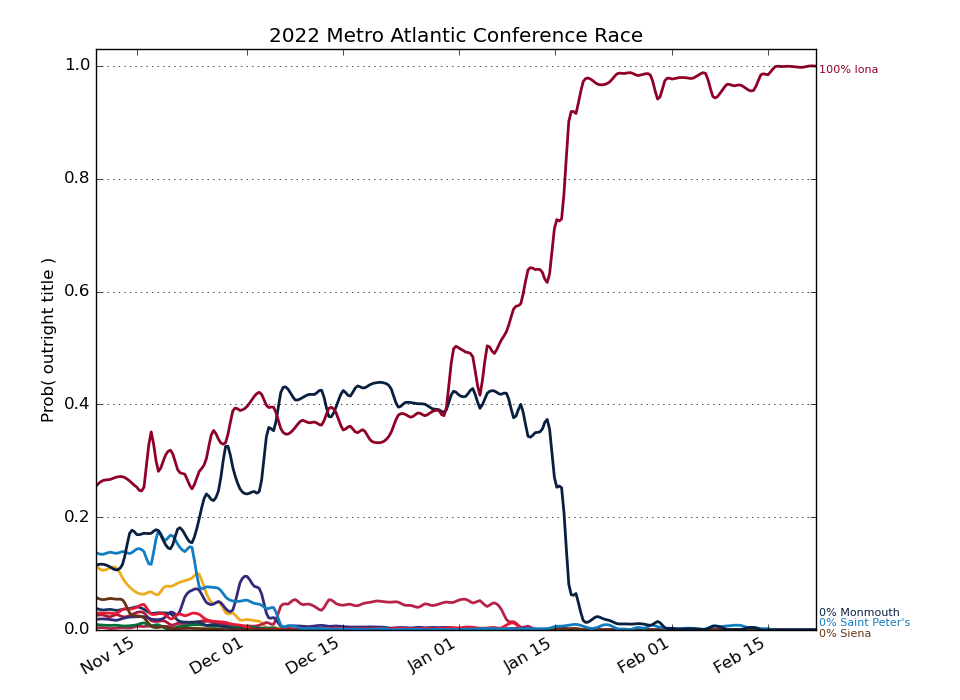 2022 Metro Atlantic Conference Race
Prob( outright title )
1.0
0.8
0.6
0.4
0.2
0.0
Nov 15
Dec 01
Dec 15
Jan 01
Jan 15
Feb 01
Feb 15
100% Iona
0% Monmouth
0% Saint Peter's
0% Siena